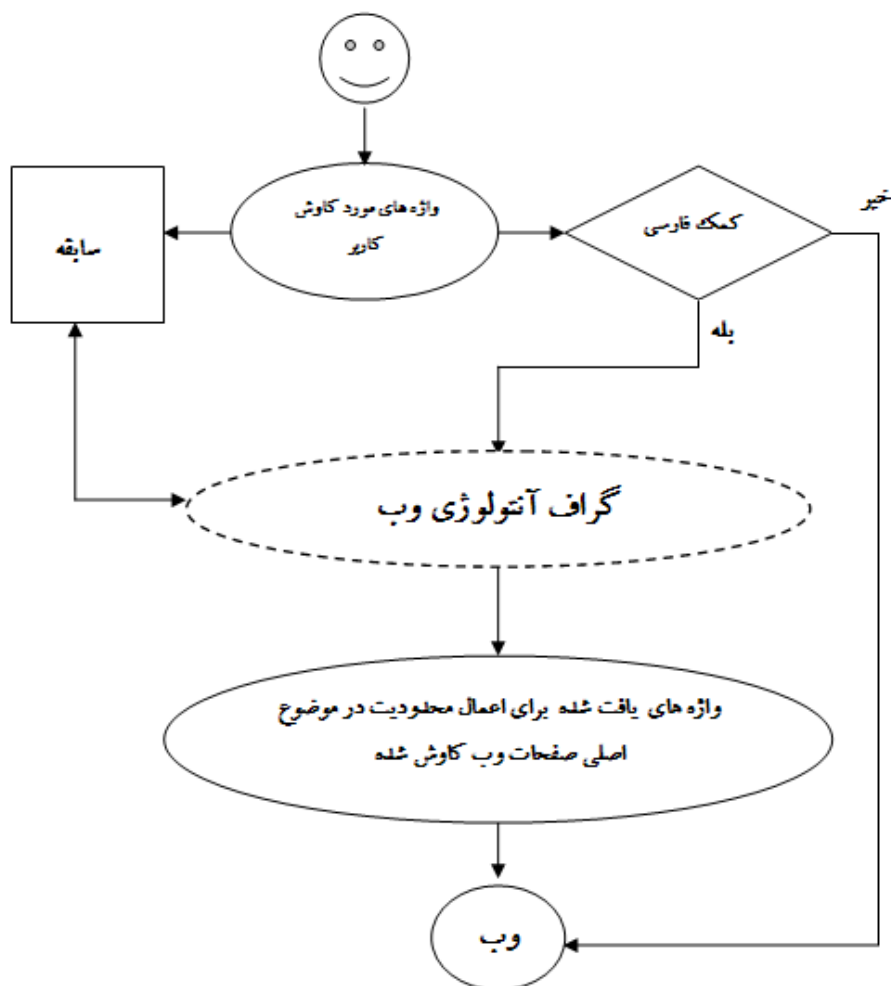 واژه های مورد کاوش
کاربر
کمک فارسی
خیر
سابقه
بله
گراف آنتولوژی وب
واژه های یافت شده برای اعمال محدودیت در موضوع
اصلی صفحات وب کاوش شده
وب